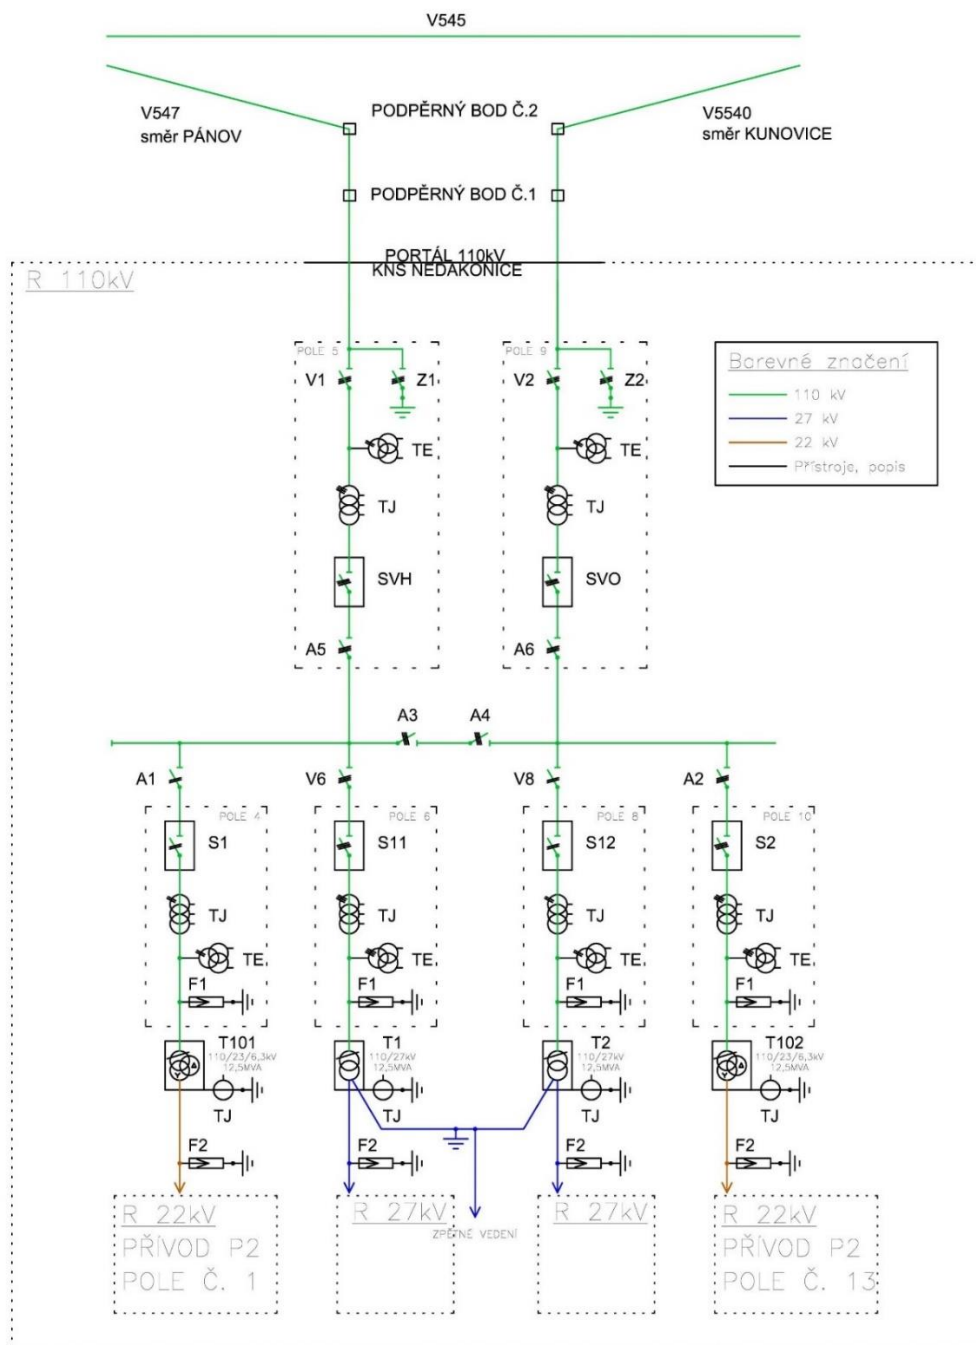 V545
V547
směr PÁNOV
PODPĚRNÝ BOD Č.2
V5540
směr KUNOVICE
PODPĚRNÝ BOD Č.1
PORTÁL 110kV
KNS NEDAKONICE
R 110kV
POLE 5
POLE 9
V1
Z1
V2
Z2
Barevné značení
110 kV
27 kV
22 kV
Přístroje, popis
TE
TE
TJ
TJ
SVH
SVO
A5
A6
A3
A4
A1
V6
V8
A2
POLE 4
POLE 6
POLE 8
POLE 10
S1
S11
S12
S2
TJ
TJ
TJ
TJ
TE
TE
TE
TE
F1
F1
F1
F1
T101
110/23/6,3kV
12,5MVA
T1
110/27kV
12,5MVA
T2
110/27kV
12,5MVA
T102
110/23/6,3kV
12,5MVA
TJ
TJ
TJ
TJ
F2
F2
F2
F2
R 22kV
PŘÍVOD P2
POLE Č. 1
R 27kV
ZPĚTNÉ VEDENÍ
R 27kV
R 22kV
PŘÍVOD P2
POLE Č. 13